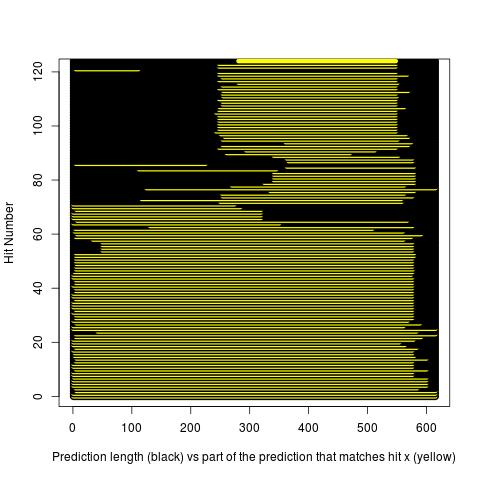 120
100
80
60
40
20
0
Hit Number
0 100 200 300 400 500 600
Prediction length (black) vs part of the prediction that matches hit x (yellow)